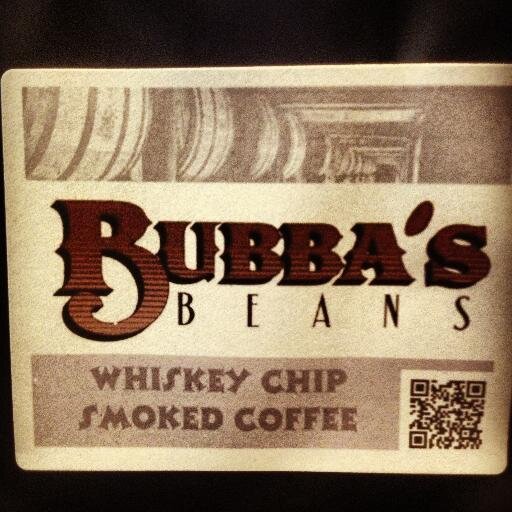 BUBBA'S
BEANS
WHISKEY CHIP
SMOKED COFFEE